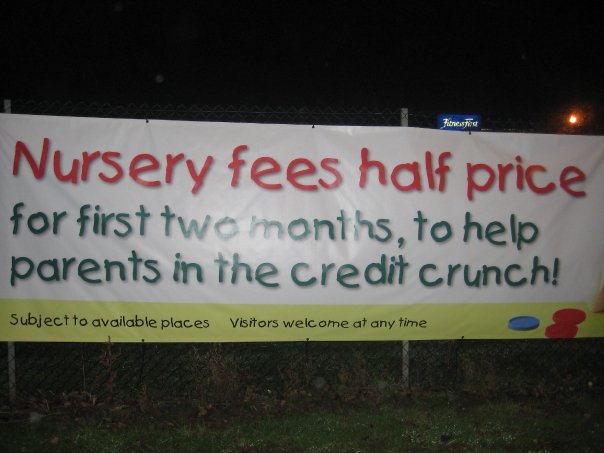 Fitness First
Nursery fees half price
for first two months, to help
parents in the credit crunch!
Subject to available places Visitors welcome at any time